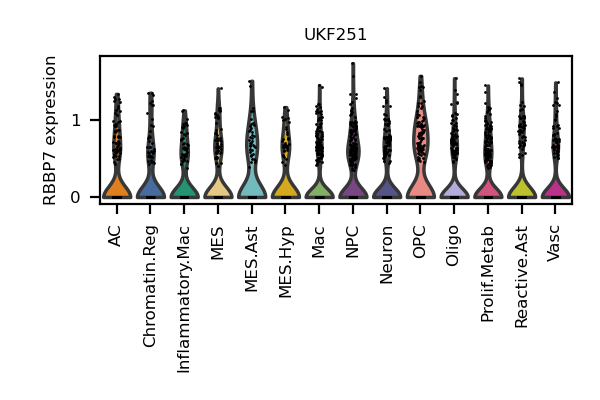 UKF251
RBBP7 expression
1
0
AC
Chromatin.Reg
Inflammatory.Mac
MES
MES.Ast
MES.Hyp
Mac
NPC
Neuron
OPC
Oligo
Prolif.Metab
Reactive.Ast
Vasc